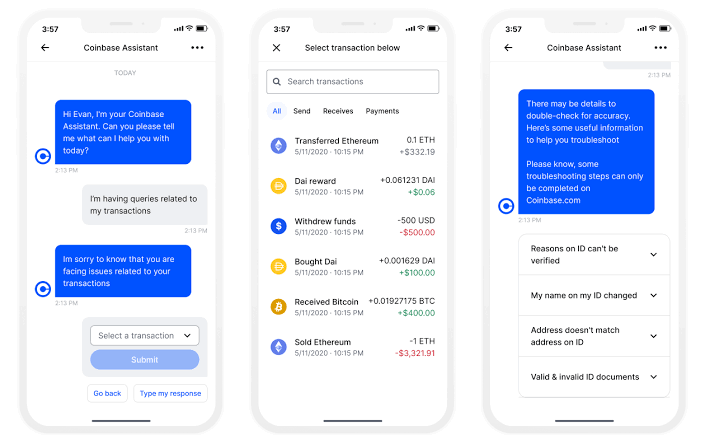 3:57
Coinbase Assistant
TODAY
Hi Evan, I'm your Coinbase
Assistant. Can you please tell
me what can I help you with
today?
2:13 PM
I'm having queries related to
my transactions
2:13 PM
Im sorry to know that you are
facing issues related to your
transactions
2:13 PM
Select a transaction
Submit
Go back
Type my response
3:57
Select transaction below
Search transactions
All Send Receives Payments
Transferred Ethereum 0.1 ETH
5/11/2020 · 10:15 PM +$332.19
Dai reward +0.061231 DAI
5/11/2020 · 10:15 PM +$0.06
Withdrew funds -500 USD
5/11/2020 · 10:15 PM -$500.00
Bought Dai +0.001629 DAI
5/11/2020 · 10:15 PM +$100.00
Received Bitcoin +0.01927175 BTC
5/11/2020 · 10:15 PM +$400.00
Sold Ethereum -1 ETH
5/11/2020 · 10:15 PM -$3,321.91
3:57
Coinbase Assistant
2:13 PM
There may be details to
double-check for accuracy.
Here's some useful information
to help you troubleshoot
Please know, some
troubleshooting steps can only
be completed on
Coinbase.com
2:13 PM
Reasons on ID can't be
verified
My name on my ID changed
Address doesn't match
address on ID
Valid & invalid ID documents